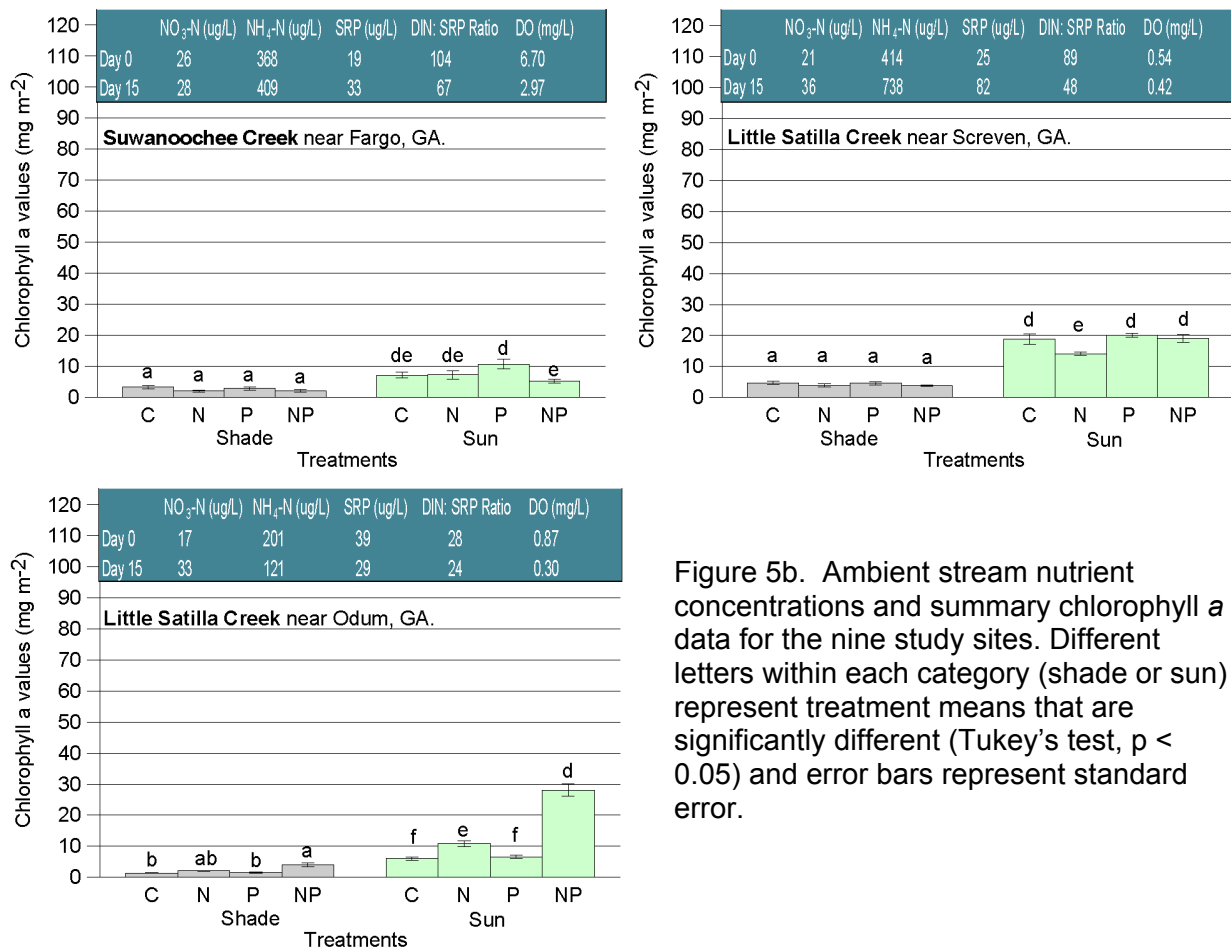 NO3-N (ug/L) NH4-N (ug/L) SRP (ug/L) DIN: SRP Ratio DO (mg/L)
Day 0 26 368 19 104 6.70
Day 15 28 409 33 67 2.97
Suwanoochee Creek near Fargo, GA.
Chlorophyll a values (mg m-2)
120
110
100
90
80
70
60
50
40
30
20
10
0
a a a a de de d e
C N P NP C N P NP
Shade Sun
Treatments
NO3-N (ug/L) NH4-N (ug/L) SRP (ug/L) DIN: SRP Ratio DO (mg/L)
Day 0 21 414 25 89 0.54
Day 15 36 738 82 48 0.42
Little Satilla Creek near Screven, GA.
Chlorophyll a values (mg m-2)
120
110
100
90
80
70
60
50
40
30
20
10
0
a a a a d e d d
C N P NP C N P NP
Shade Sun
Treatments
NO3-N (ug/L) NH4-N (ug/L) SRP (ug/L) DIN: SRP Ratio DO (mg/L)
Day 0 17 201 39 28 0.87
Day 15 33 121 29 24 0.30
Little Satilla Creek near Odum, GA.
Chlorophyll a values (mg m-2)
120
110
100
90
80
70
60
50
40
30
20
10
0
b ab b a f e f d
C N P NP C N P NP
Shade Sun
Treatments
Figure 5b. Ambient stream nutrient
concentrations and summary chlorophyll a
data for the nine study sites. Different
letters within each category (shade or sun)
represent treatment means that are
significantly different (Tukey's test, p <
0.05) and error bars represent standard
error.